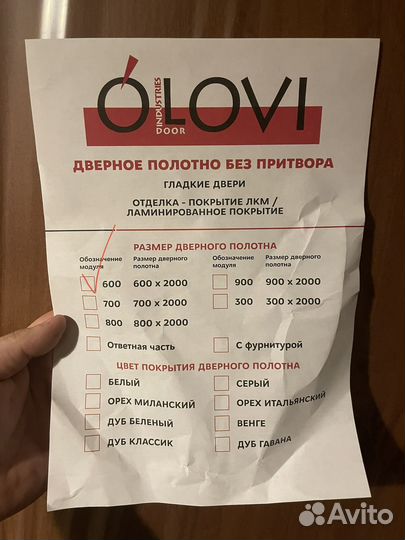 ÓLOVI
INDUSTRIES
DOOR
ДВЕРНОЕ ПОЛОТНО БЕЗ ПРИТВОРА
ГЛАДКИЕ ДВЕРИ
ОТДЕЛКА - ПОКРЫТИЕ ЛКМ /
ЛАМИНИРОВАННОЕ ПОКРЫТИЕ
РАЗМЕР ДВЕРНОГО ПОЛОТНА
Обозначение Размер дверного Обозначение Размер дверного
модуля полотна модуля полотна
600 600 x 2000 900 900 x 2000
700 700 x 2000 300 300 x 2000
800 800 x 2000
Ответная часть С фурнитурой
ЦВЕТ ПОКРЫТИЯ ДВЕРНОГО ПОЛОТНА
БЕЛЫЙ СЕРЫЙ
ОРЕХ МИЛАНСКИЙ ОРЕХ ИТАЛЬЯНСКИЙ
ДУБ БЕЛЕНЫЙ ВЕНГЕ
ДУБ КЛАССИК ДУБ ГАВАНА
Avito